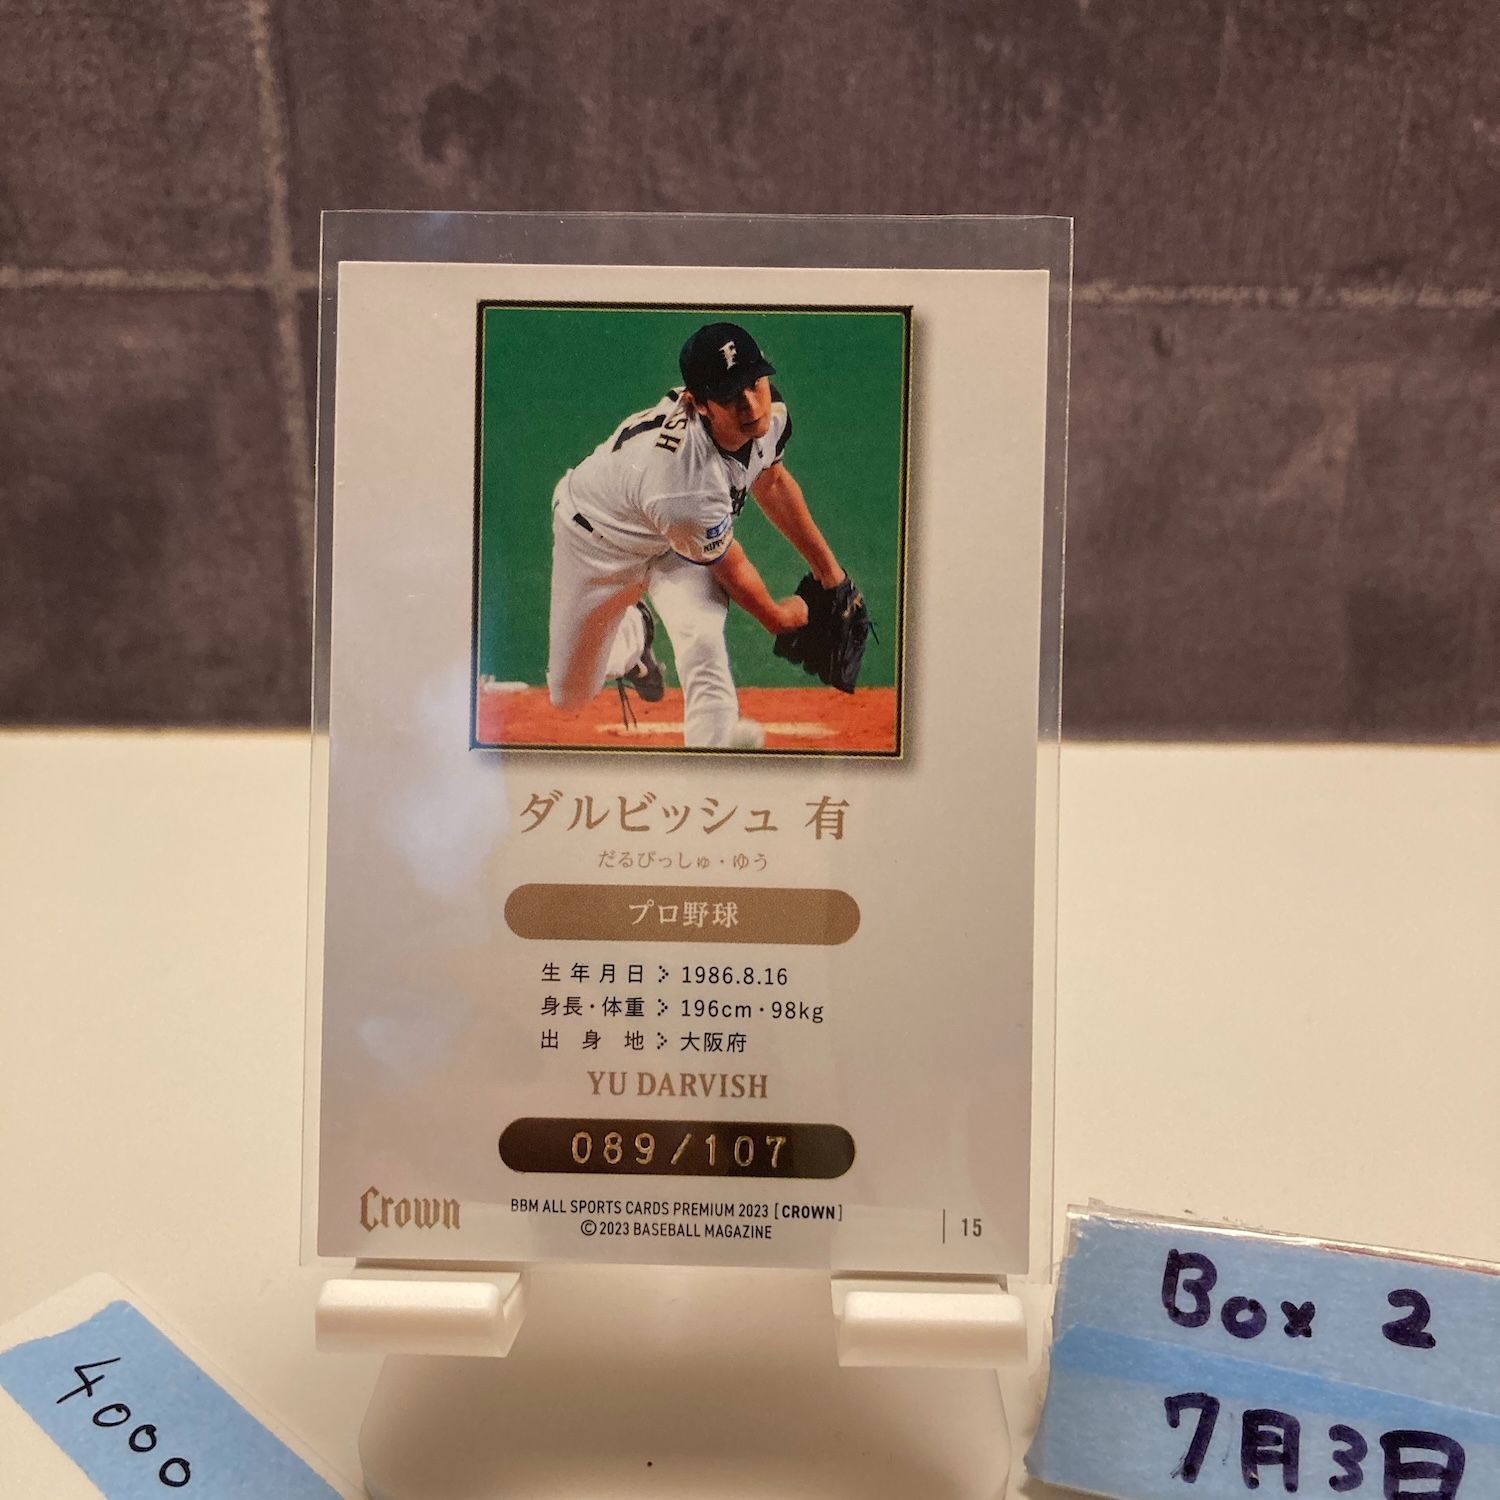 F
SH
1
NIPP
ダルビッシュ 有
だるびっしゅ・ゆう
プロ野球
生年月日 1986.8.16
身長・体重 196cm・98kg
出身地 大阪府
YU DARVISH
089/107
Crown
BBM ALL SPORTS CARDS PREMIUM 2023 [CROWN]
©2023 BASEBALL MAGAZINE
15
4000
Box 2
7月3日